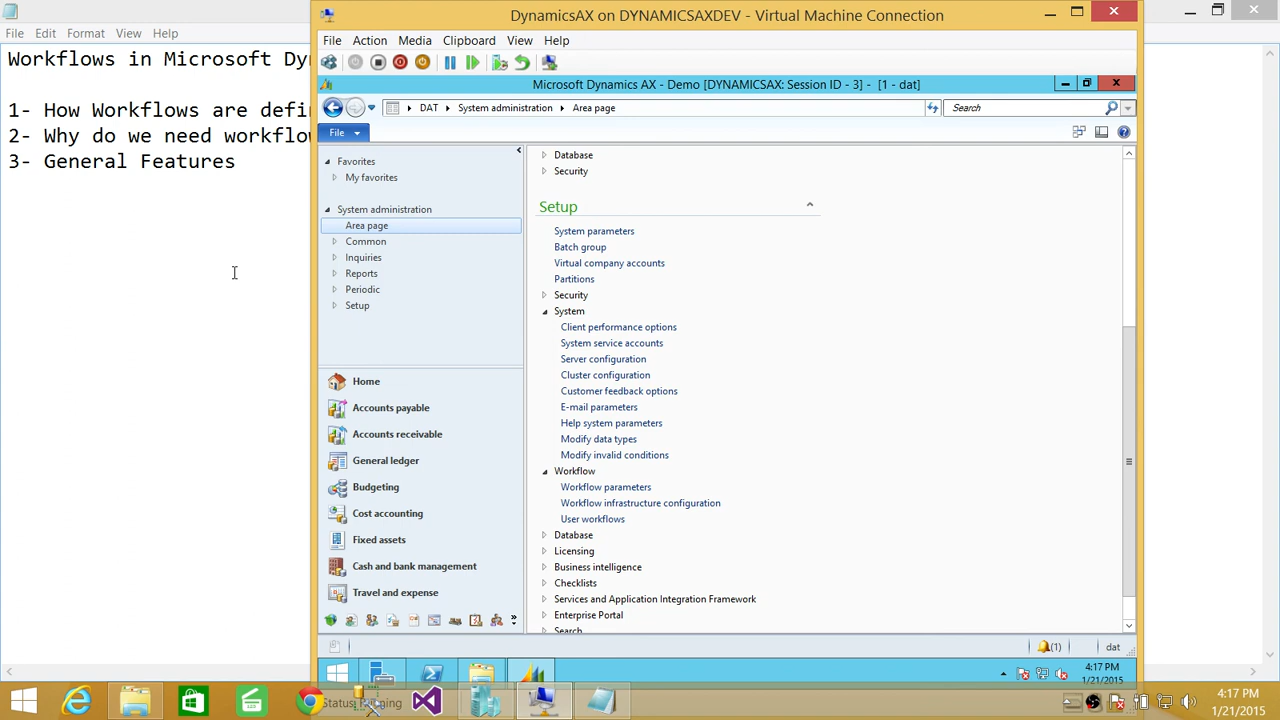 DynamicsAX on DYNAMICSAXDEV - Virtual Machine Connection
File Edit Format View Help
Workflows in Microsoft
1- How Workflows are
2- Why do we need
3- General Features
File Action Media Clipboard View Help
Microsoft Dynamics AX - Demo [DYNAMICSAX: Session ID - 3] - [1 - dat]
DAT System administration Area page
Search
File
Favorites
My favorites
System administration
Area page
Common
Inquiries
Reports
Periodic
Setup
Home
Accounts payable
Accounts receivable
General ledger
Budgeting
Cost accounting
Fixed assets
Cash and bank management
Travel and expense
Database
Security
Setup
System parameters
Batch group
Virtual company accounts
Partitions
Security
System
Client performance options
System service accounts
Server configuration
Cluster configuration
Customer feedback options
E-mail parameters
Help system parameters
Modify data types
Modify invalid conditions
Workflow
Workflow parameters
Workflow infrastructure configuration
User workflows
Database
Licensing
Business intelligence
Checklists
Services and Application Integration Framework
Enterprise Portal
Search
(1) dat
4:17 PM
1/21/2015
4:17 PM
1/21/2015